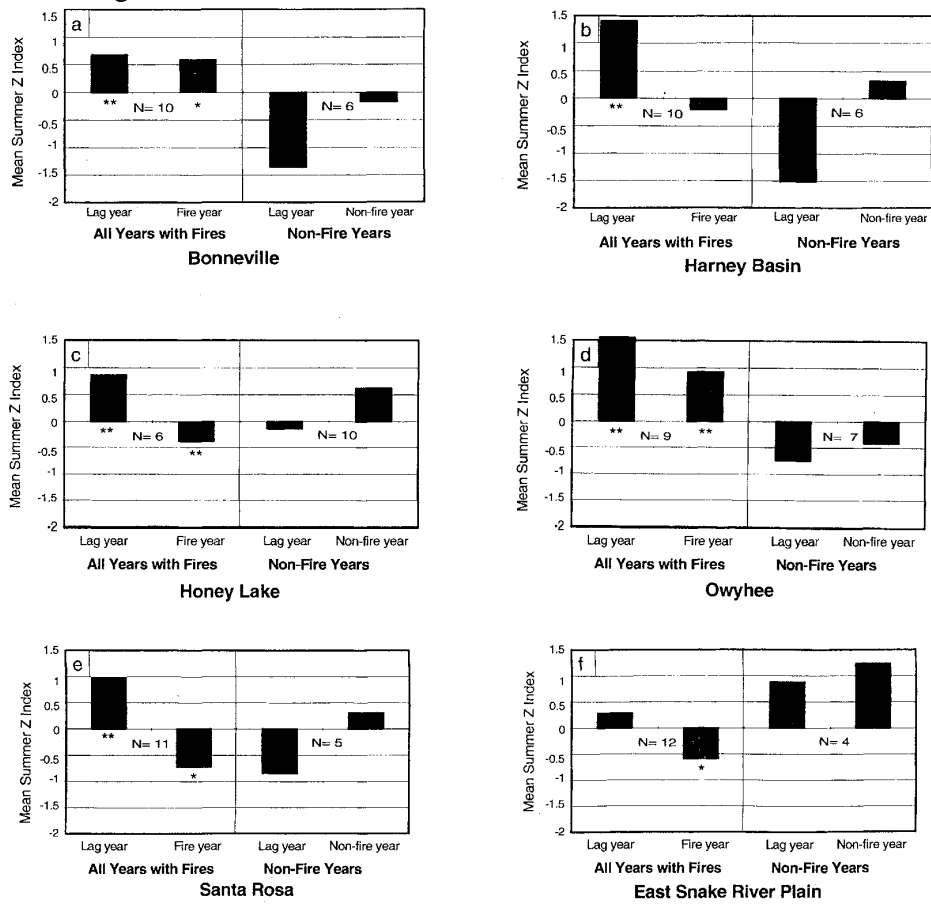 a
Mean Summer Z Index
1.5
1
0.5
0
-0.5
-1
-1.5
-2
** N= 10 *
N= 6
Lag year Fire year Lag year Non-fire year
All Years with Fires Non-Fire Years
Bonneville
b
Mean Summer Z Index
1.5
1
0.5
0
-0.5
-1
-1.5
-2
** N= 10
N= 6
Lag year Fire year Lag year Non-fire year
All Years with Fires Non-Fire Years
Harney Basin
c
Mean Summer Z Index
1.5
1
0.5
0
-0.5
-1
-1.5
-2
** N= 6 **
N= 10
Lag year Fire year Lag year Non-fire year
All Years with Fires Non-Fire Years
Honey Lake
d
Mean Summer Z Index
1.5
1
0.5
0
-0.5
-1
-1.5
-2
** N= 9 **
N= 7
Lag year Fire year Lag year Non-fire year
All Years with Fires Non-Fire Years
Owyhee
e
Mean Summer Z Index
1.5
1
0.5
0
-0.5
-1
-1.5
-2
** N= 11 *
N= 5
Lag year Fire year Lag year Non-fire year
All Years with Fires Non-Fire Years
Santa Rosa
f
Mean Summer Z Index
1.5
1
0.5
0
-0.5
-1
-1.5
-2
N= 12 *
N= 4
Lag year Fire year Lag year Non-fire year
All Years with Fires Non-Fire Years
East Snake River Plain